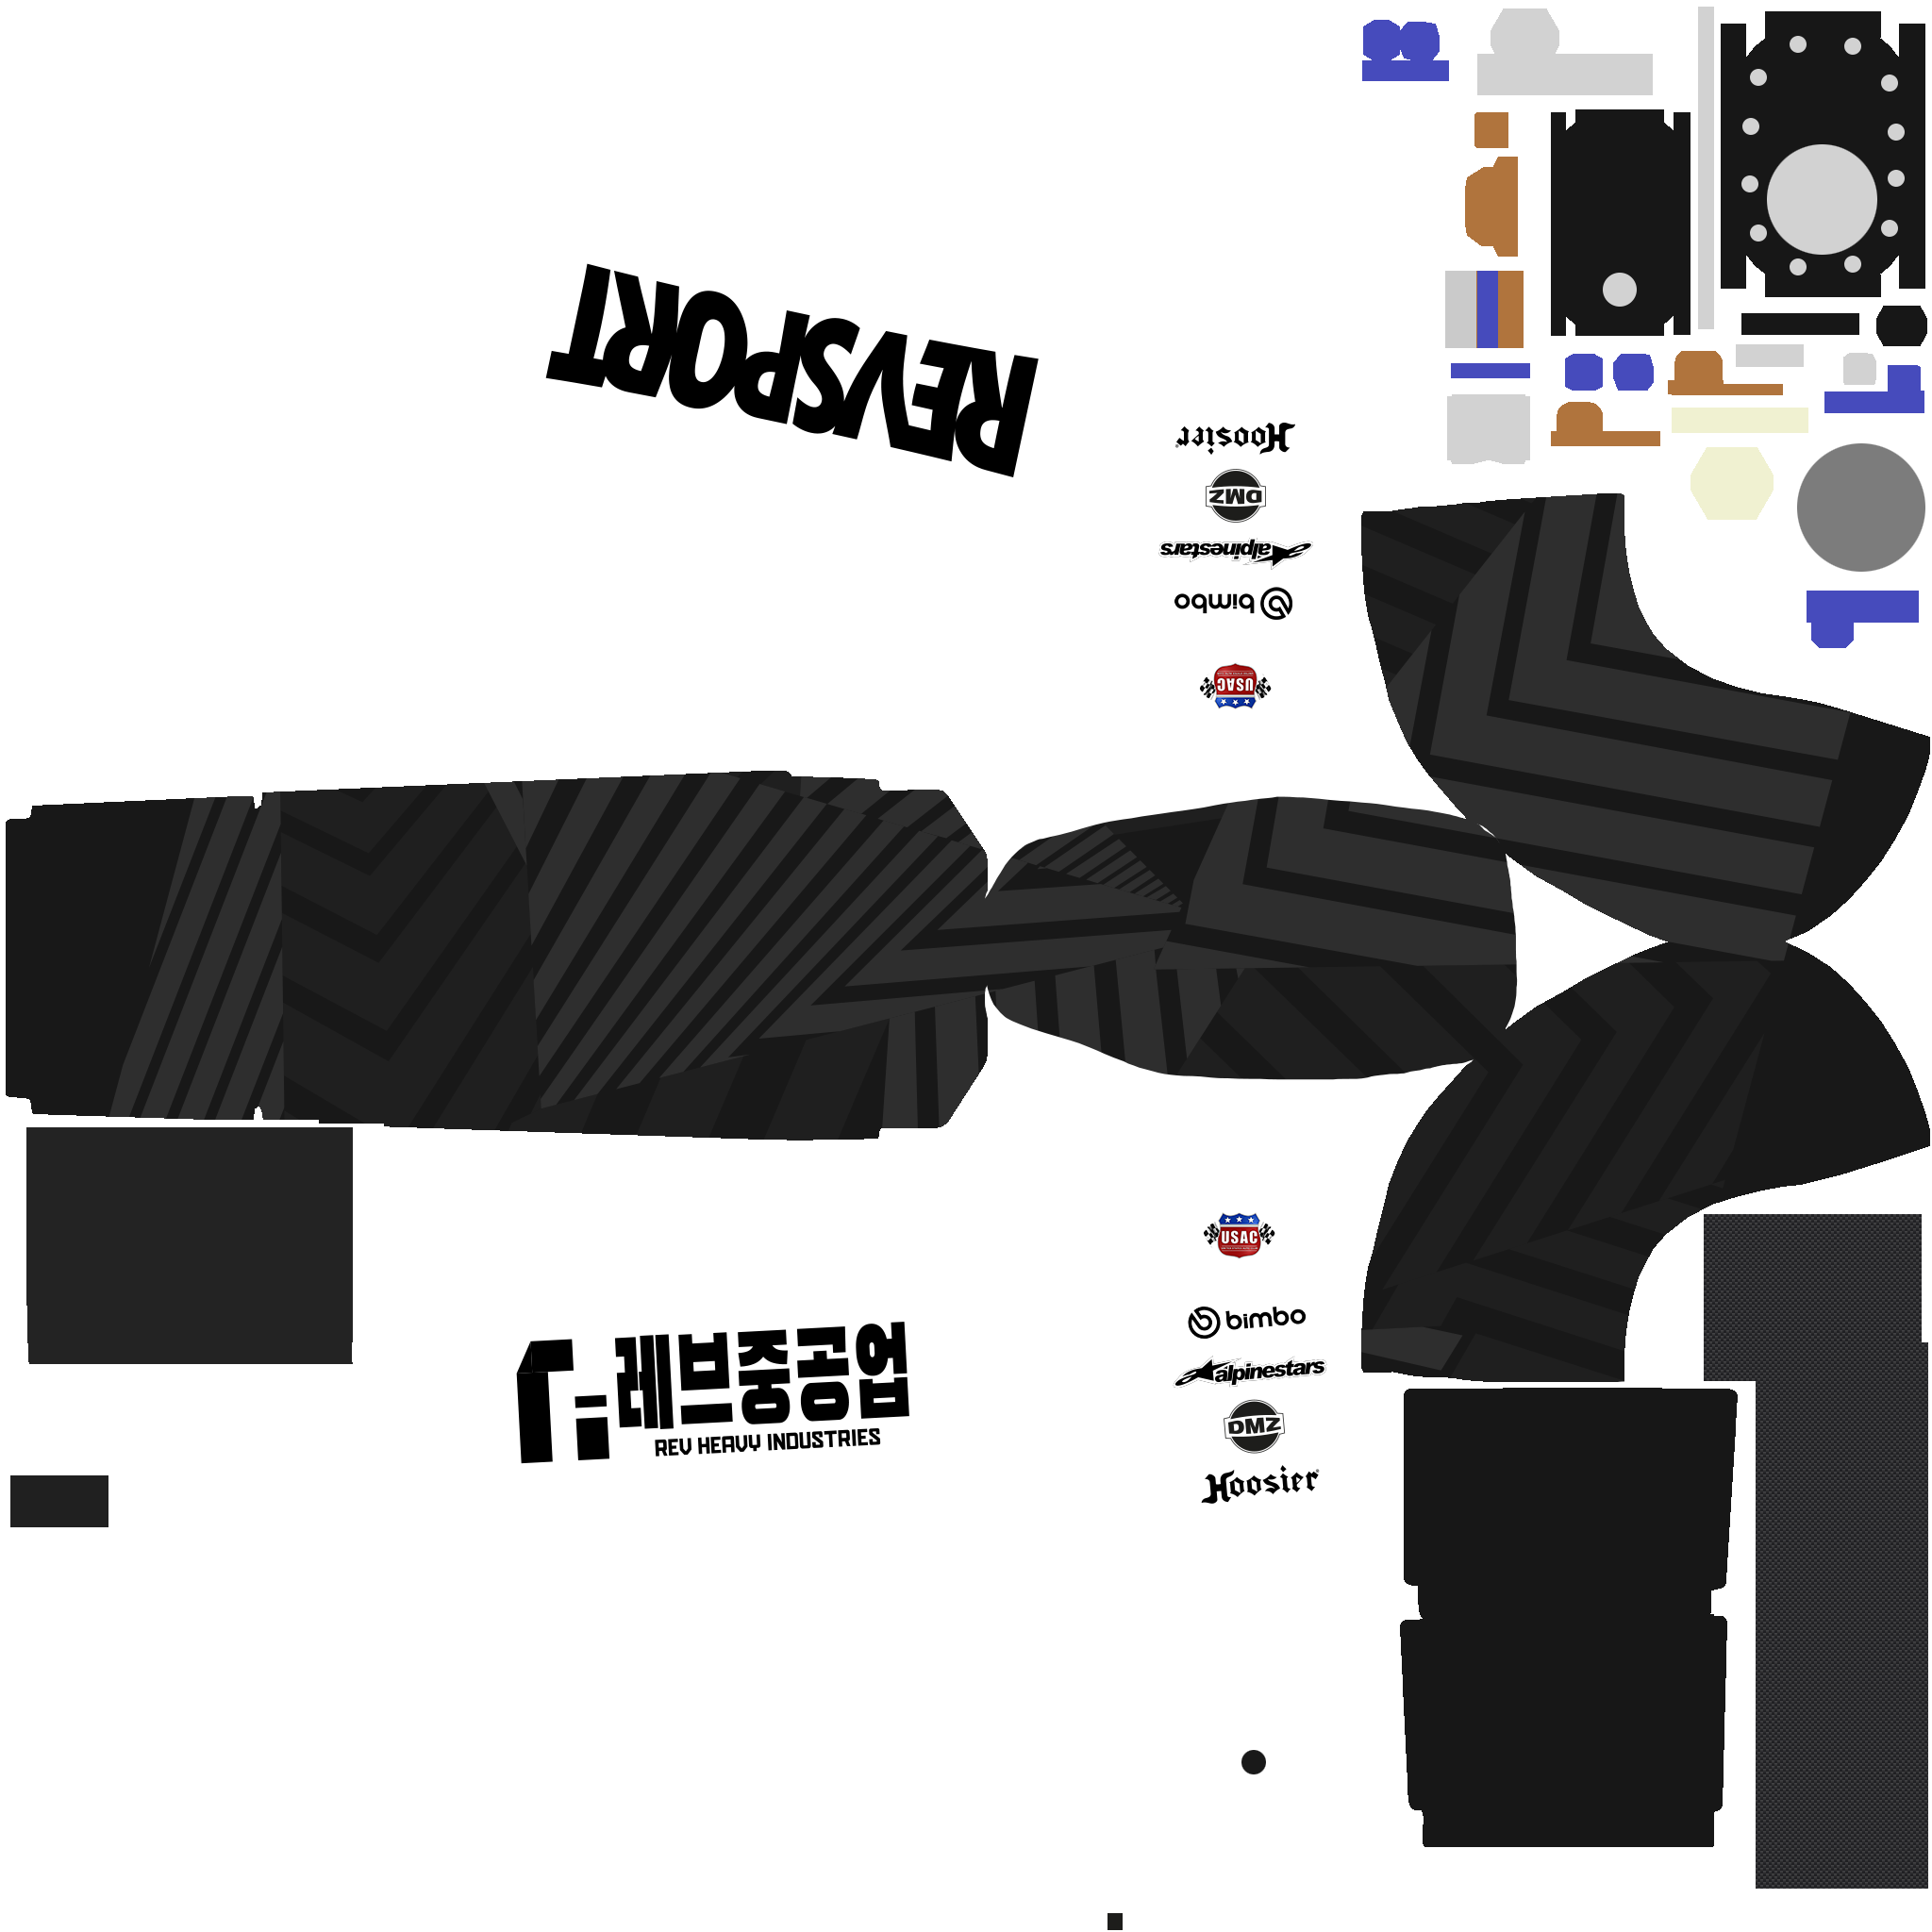 REVSPORT
Hoosier
DMZ
alpinestars
bimbo
USAC
USAC
bimbo
alpinestars
DMZ
Hoosier
레브중공업
REV HEAVY INDUSTRIES